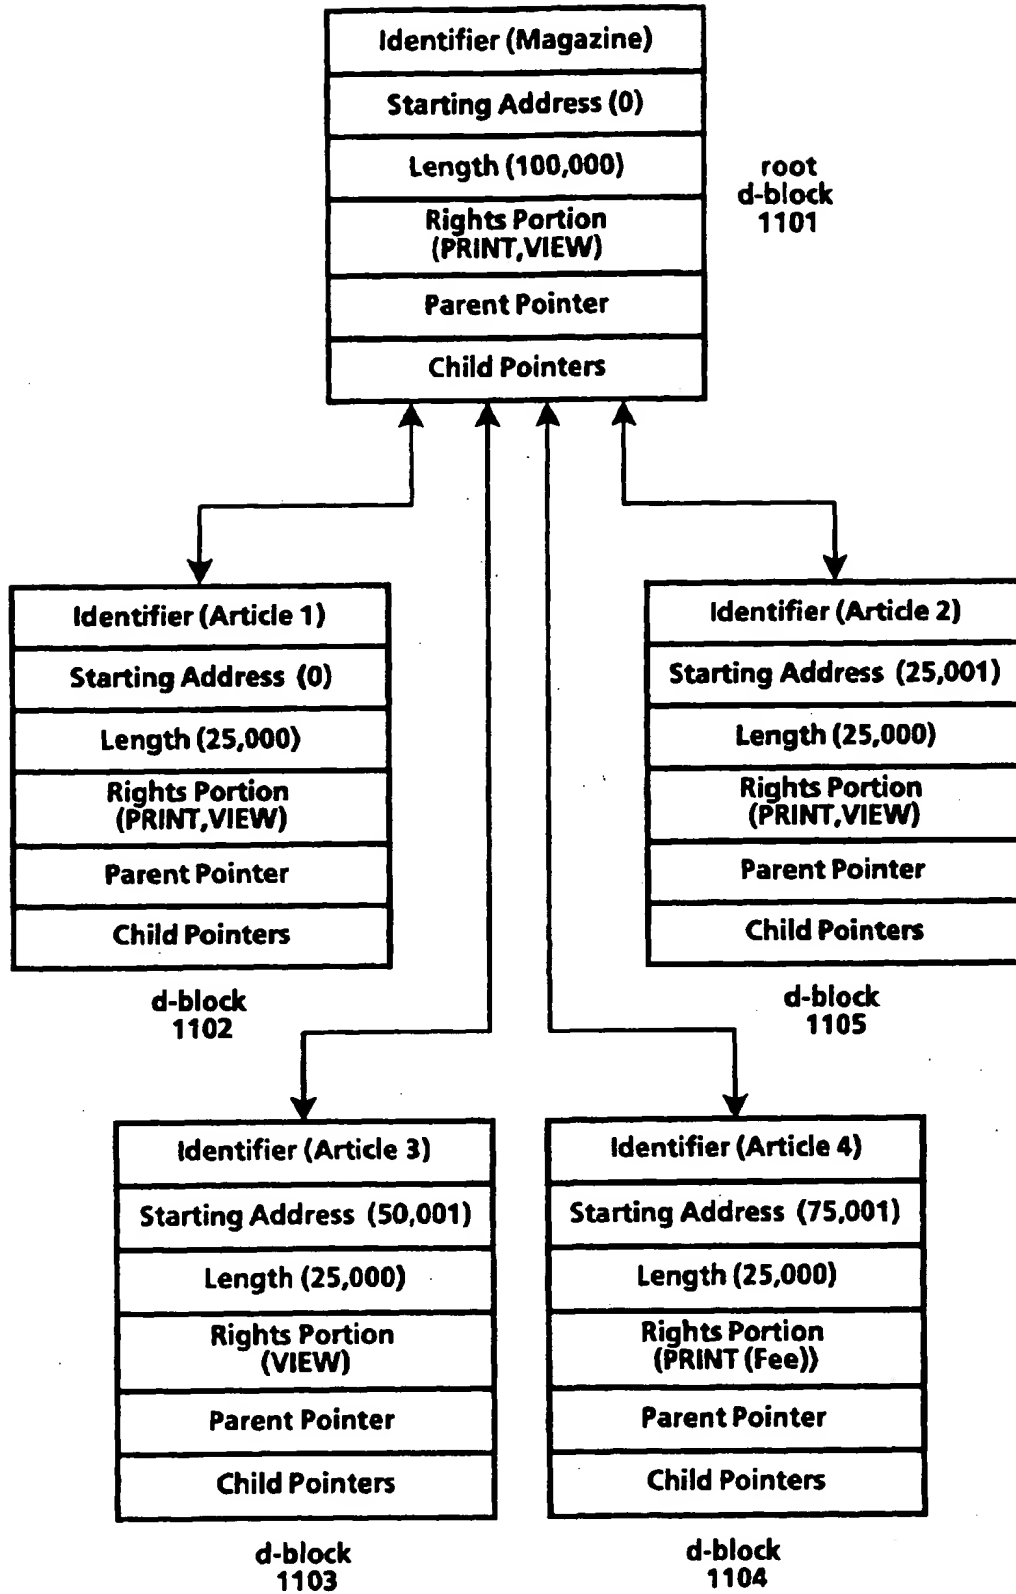 Identifier (Magazine)
Starting Address (0)
Length (100,000)
Rights Portion
(PRINT,VIEW)
Parent Pointer
Child Pointers
root
d-block
1101
Identifier (Article 1)
Starting Address (0)
Length (25,000)
Rights Portion
(PRINT,VIEW)
Parent Pointer
Child Pointers
d-block
1102
Identifier (Article 2)
Starting Address (25,001)
Length (25,000)
Rights Portion
(PRINT,VIEW)
Parent Pointer
Child Pointers
d-block
1105
Identifier (Article 3)
Starting Address (50,001)
Length (25,000)
Rights Portion
(VIEW)
Parent Pointer
Child Pointers
d-block
1103
Identifier (Article 4)
Starting Address (75,001)
Length (25,000)
Rights Portion
(PRINT (Fee))
Parent Pointer
Child Pointers
d-block
1104